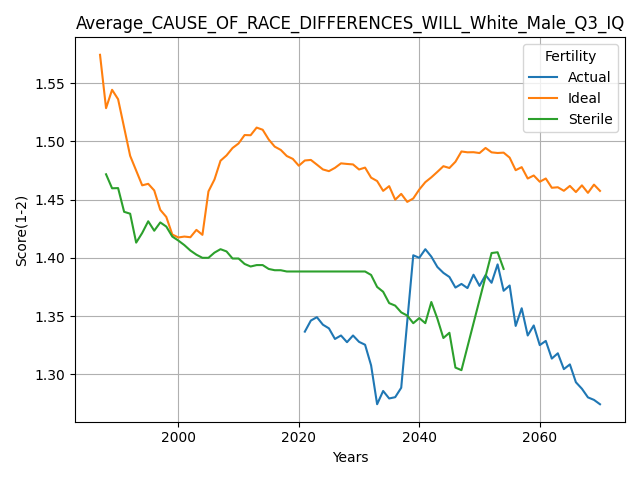 Average_CAUSE_OF_RACE_DIFFERENCES_WILL_White_Male_Q3_IQ
Fertility
Actual
Ideal
Sterile
Score(1-2)
1.55
1.50
1.45
1.40
1.35
1.30
2000
2020
2040
2060
Years